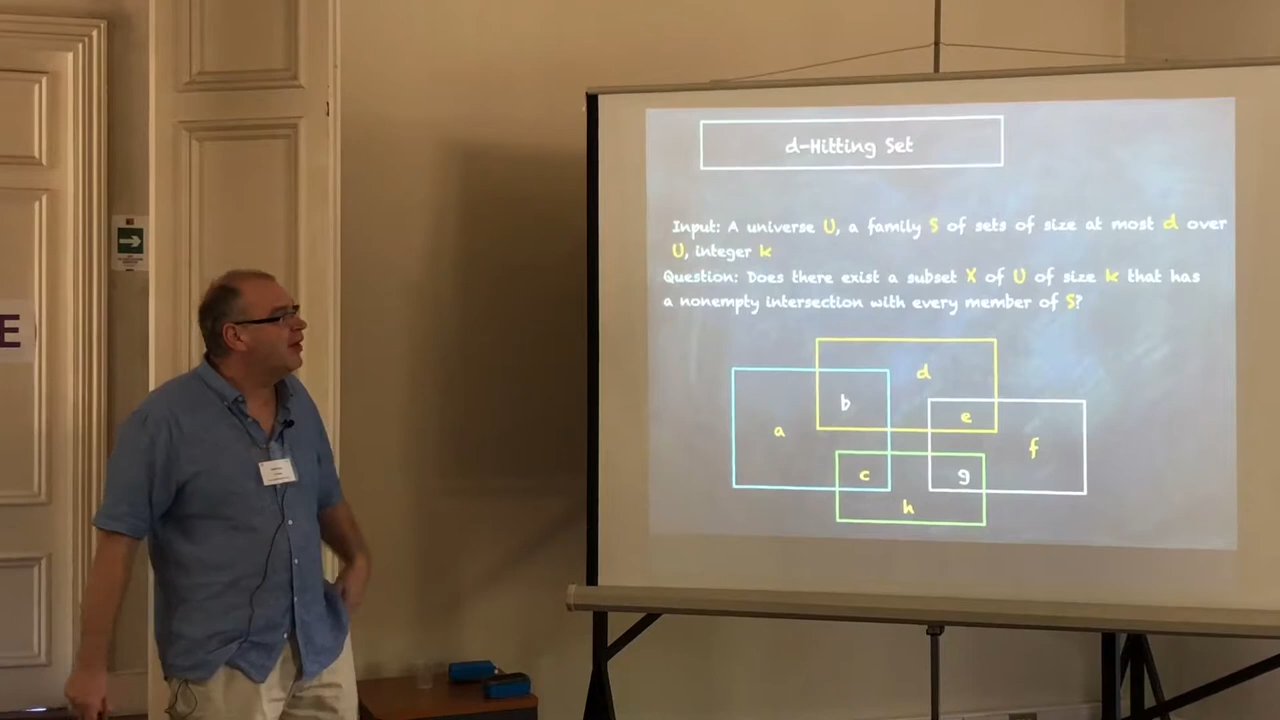 d-Hitting Set
Input: A universe U, a family S of sets of size at most d over
U, integer k
Question: Does there exist a subset X of U of size k that has
a nonempty intersection with every member of S?
d
b
e
a
f
c
g
h
E